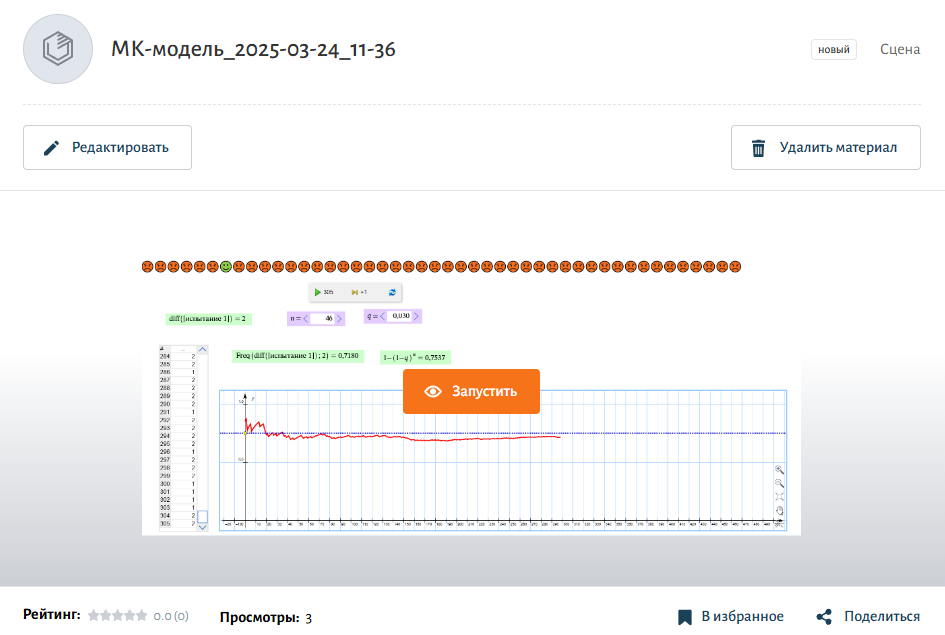 МК-модель_2025-03-24_11-36
новый
Сцена
Редактировать
Удалить материал
305
+1
diff([испытание 1]) = 2
n = 46
q = 0,030
Freq (diff([испытание 1]); 2) = 0,7180
1−(1−q)ⁿ = 0,7537
#
284 2
285 2
286 1
287 2
288 2
289 2
290 2
291 1
292 2
293 2
294 2
295 2
296 1
297 2
298 2
299 2
300 1
301 1
302 1
303 1
304 2
305 2
Запустить
Рейтинг: 0.0 (0)
Просмотры: 3
В избранное
Поделиться